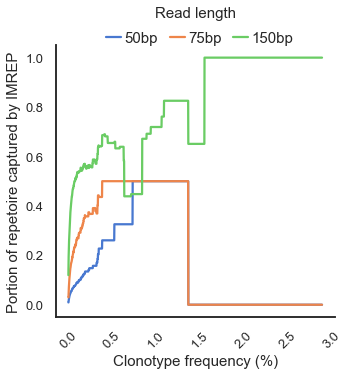 Read length
50bp 75bp 150bp
Portion of repetoire captured by IMREP
1.0
0.8
0.6
0.4
0.2
0.0
0.0 0.5 1.0 1.5 2.0 2.5 3.0
Clonotype frequency (%)